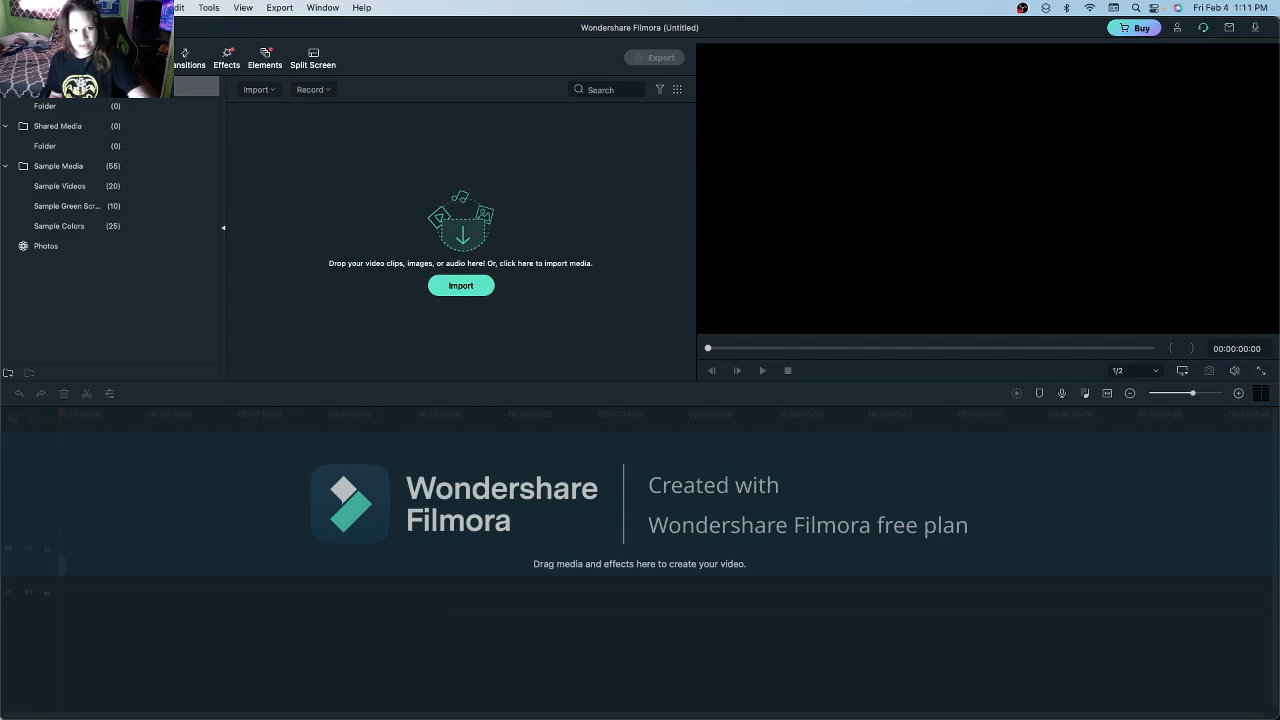 dit Tools View Export Window Help
Fri Feb 4 1:11 PM
Wondershare Filmora (Untitled)
Buy
Effects Elements Split Screen
Export
Import Record Search
Folder (0)
Shared Media (0)
Folder (0)
Sample Media (55)
Sample Videos (20)
Sample Green Scr... (10)
Sample Colors (25)
Photos
Drop your video clips, images, or audio here! Or, click here to import media.
Import
00:00:00:00
1/2
Wondershare
Filmora
Created with
Wondershare Filmora free plan
Drag media and effects here to create your video.